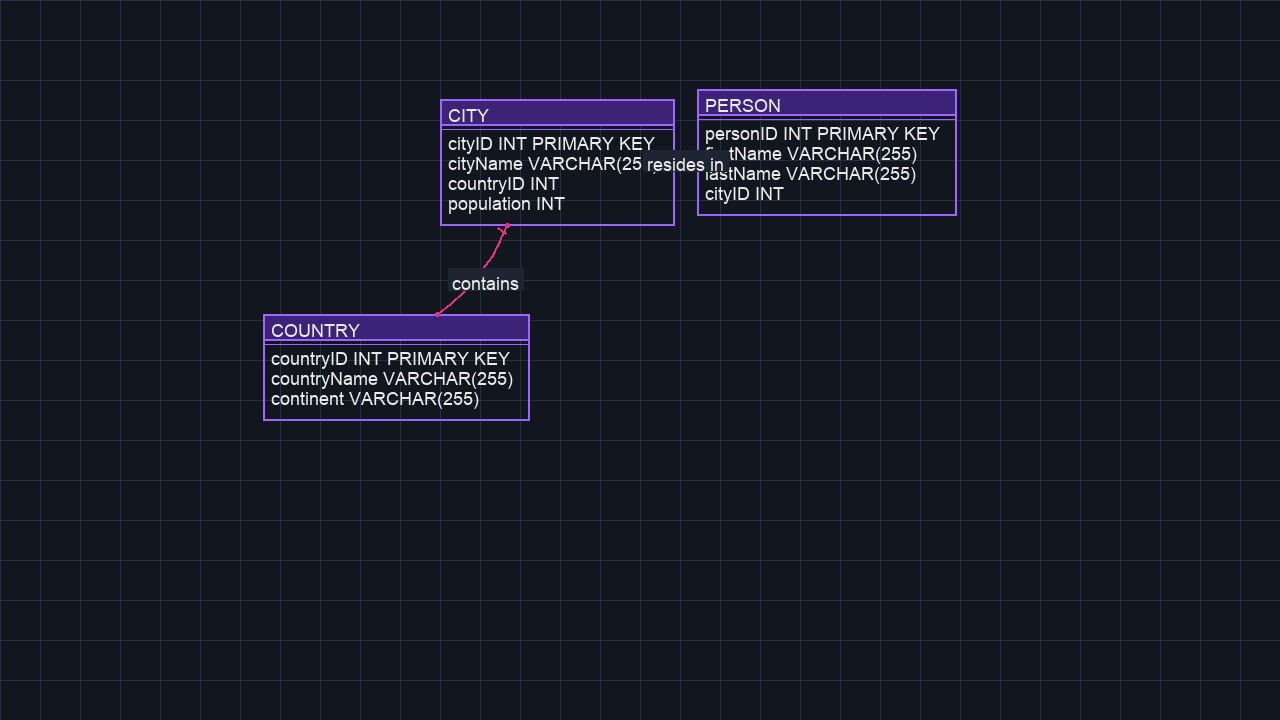 CITY
cityID INT PRIMARY KEY
cityName VARCHAR(25
countryID INT
population INT
resides in
PERSON
personID INT PRIMARY KEY
VARCHAR(255)
lastName VARCHAR(255)
cityID INT
contains
COUNTRY
countryID INT PRIMARY KEY
countryName VARCHAR(255)
continent VARCHAR(255)